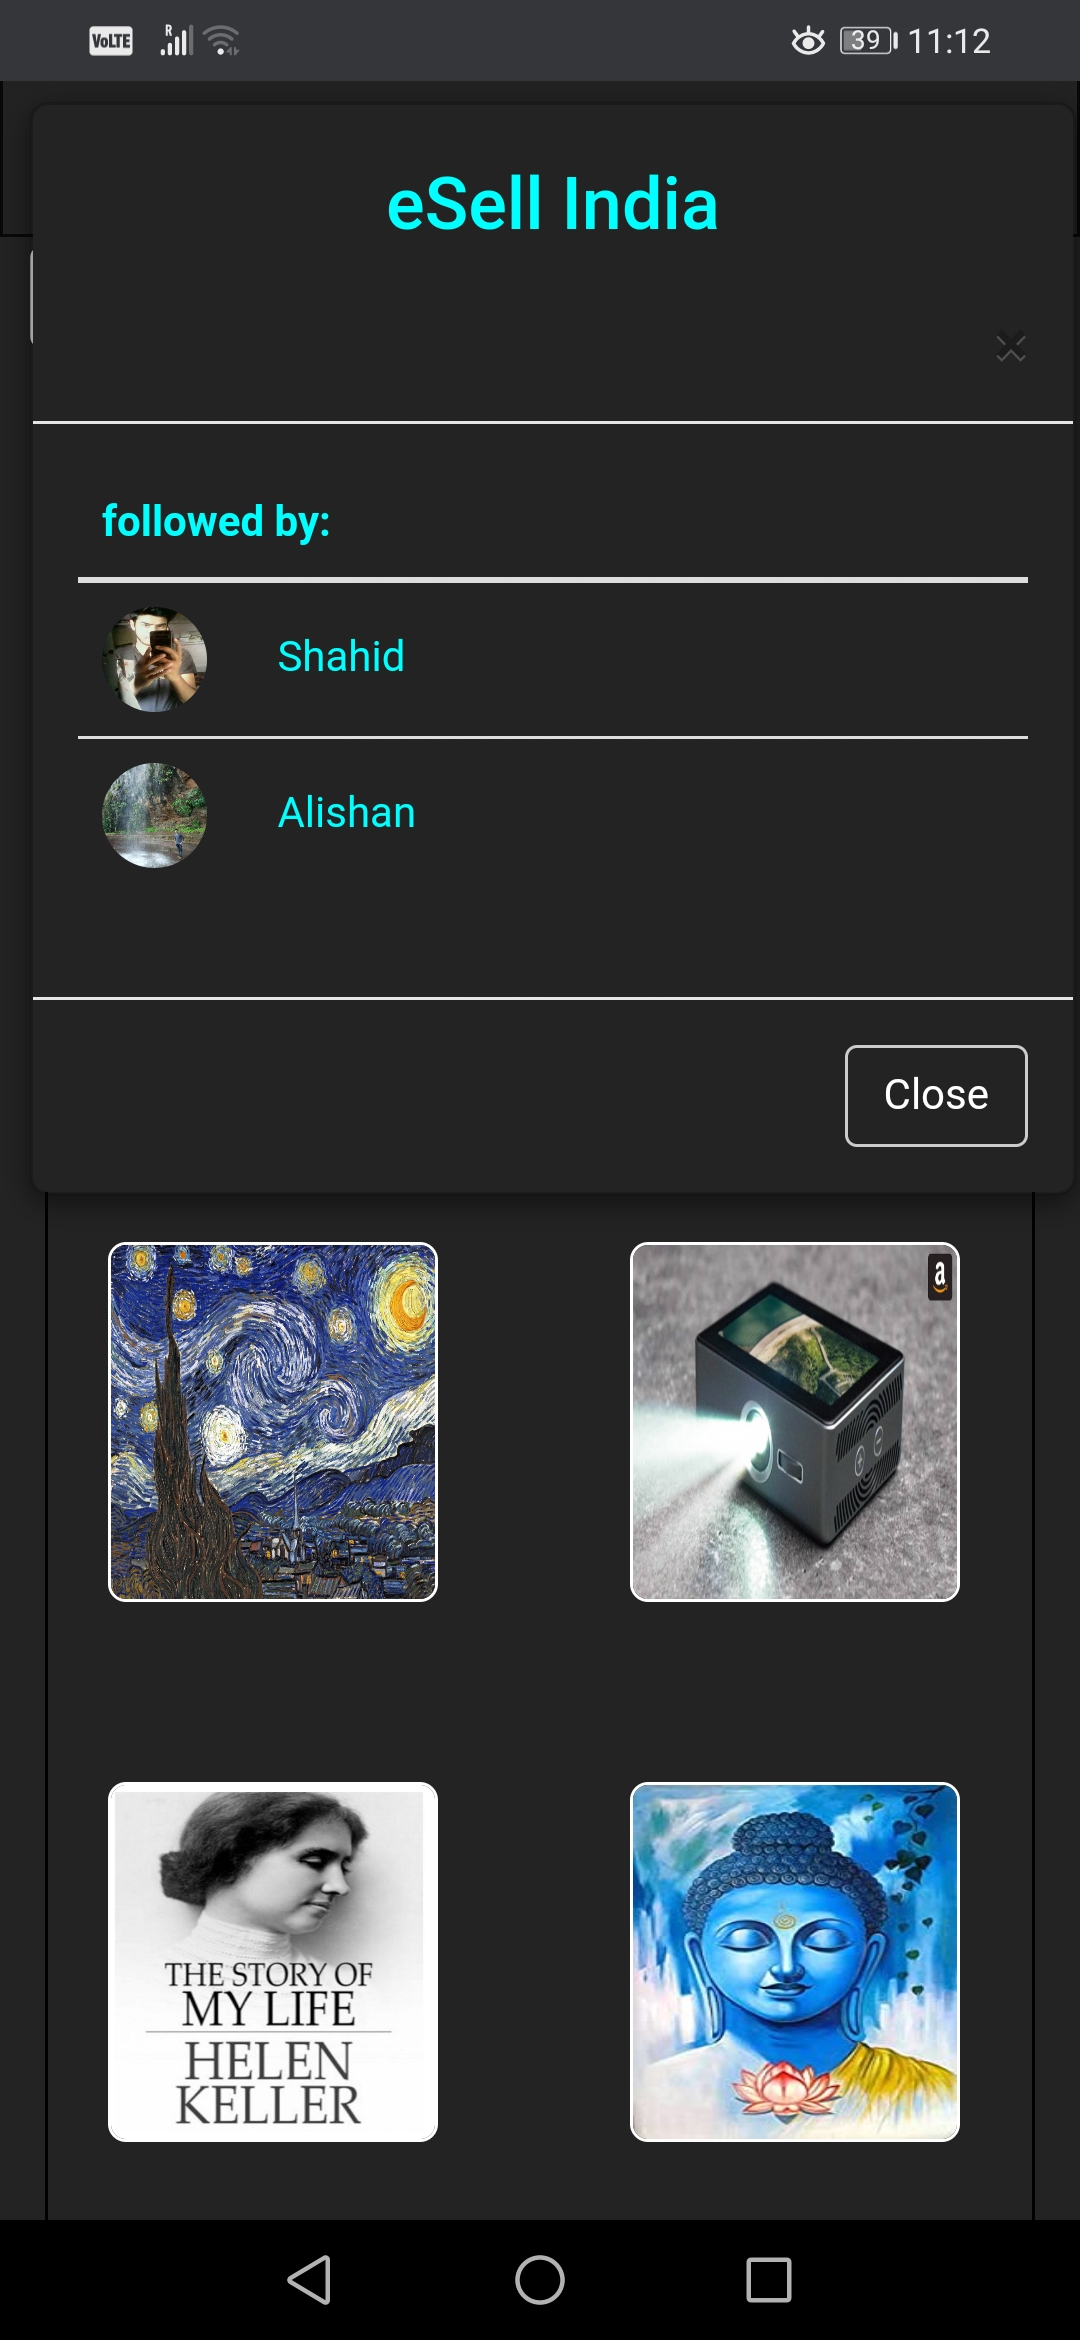 VoLTE
R
39
11:12
eSell India
followed by:
Shahid
Alishan
Close
a
THE STORY OF
MY LIFE
HELEN
KELLER